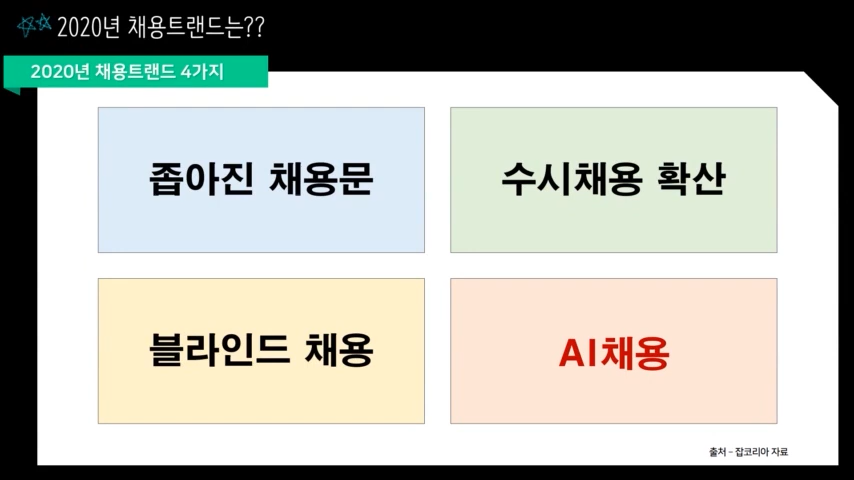 2020년 채용트랜드는??
2020년 채용트랜드 4가지
좁아진 채용문
수시채용 확산
블라인드 채용
AI채용
출처 - 잡코리아 자료